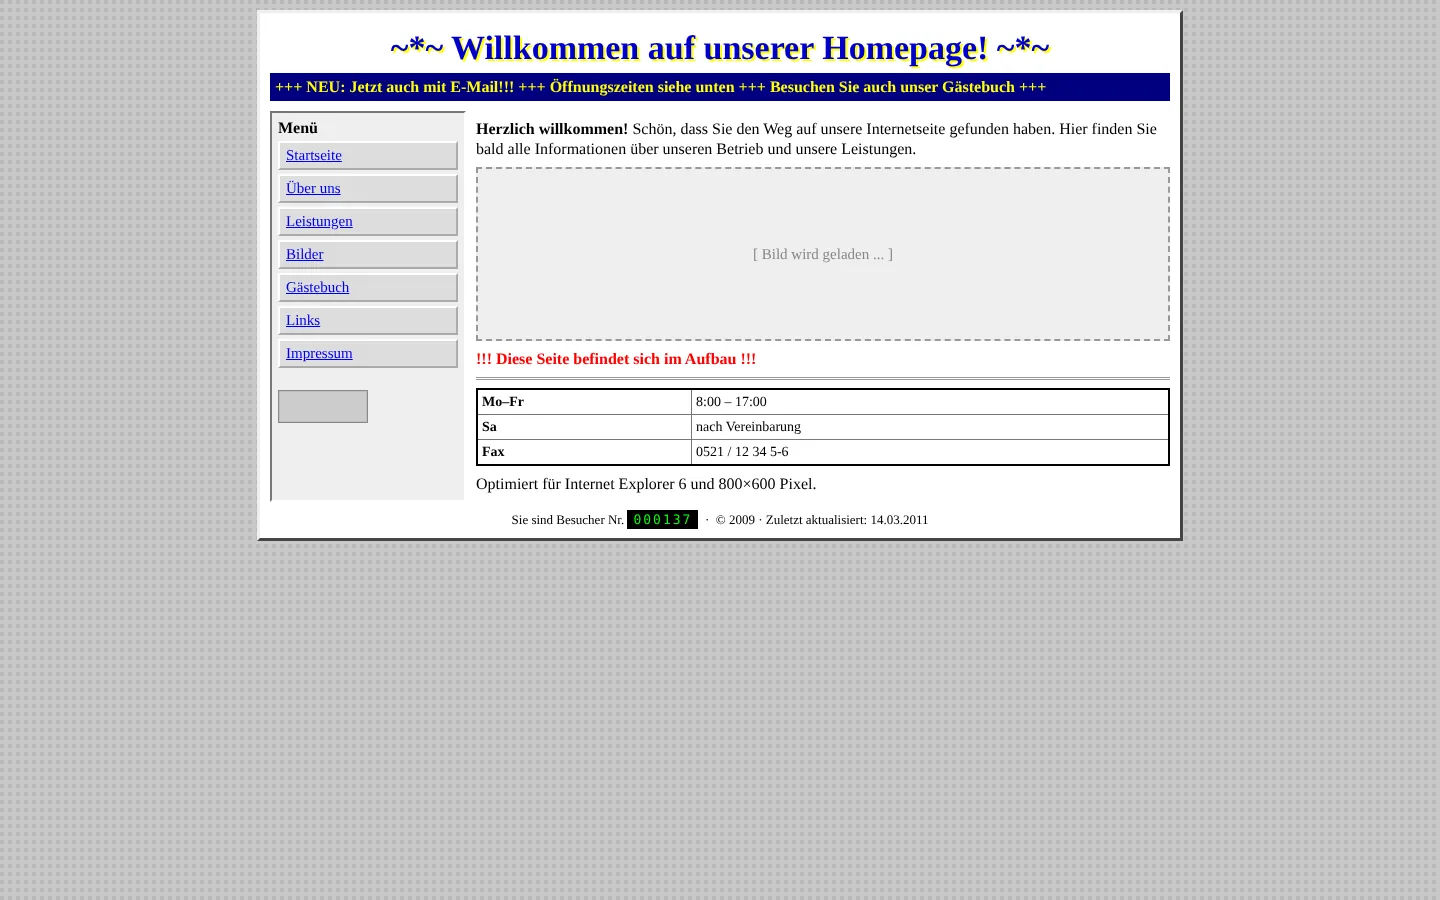 ~*~ Willkommen auf unserer Homepage! ~*~
+++ NEU: Jetzt auch mit E-Mail!!! +++ Öffnungszeiten siehe unten +++ Besuchen Sie auch unser Gästebuch +++
Menü
Startseite
Über uns
Leistungen
Bilder
Gästebuch
Links
Impressum
Herzlich willkommen! Schön, dass Sie den Weg auf unsere Internetseite gefunden haben. Hier finden Sie
bald alle Informationen über unseren Betrieb und unsere Leistungen.
[ Bild wird geladen ... ]
!!! Diese Seite befindet sich im Aufbau !!!
Mo–Fr 8:00 – 17:00
Sa nach Vereinbarung
Fax 0521 / 12 34 5-6
Optimiert für Internet Explorer 6 und 800×600 Pixel.
Sie sind Besucher Nr. 000137 · © 2009 · Zuletzt aktualisiert: 14.03.2011